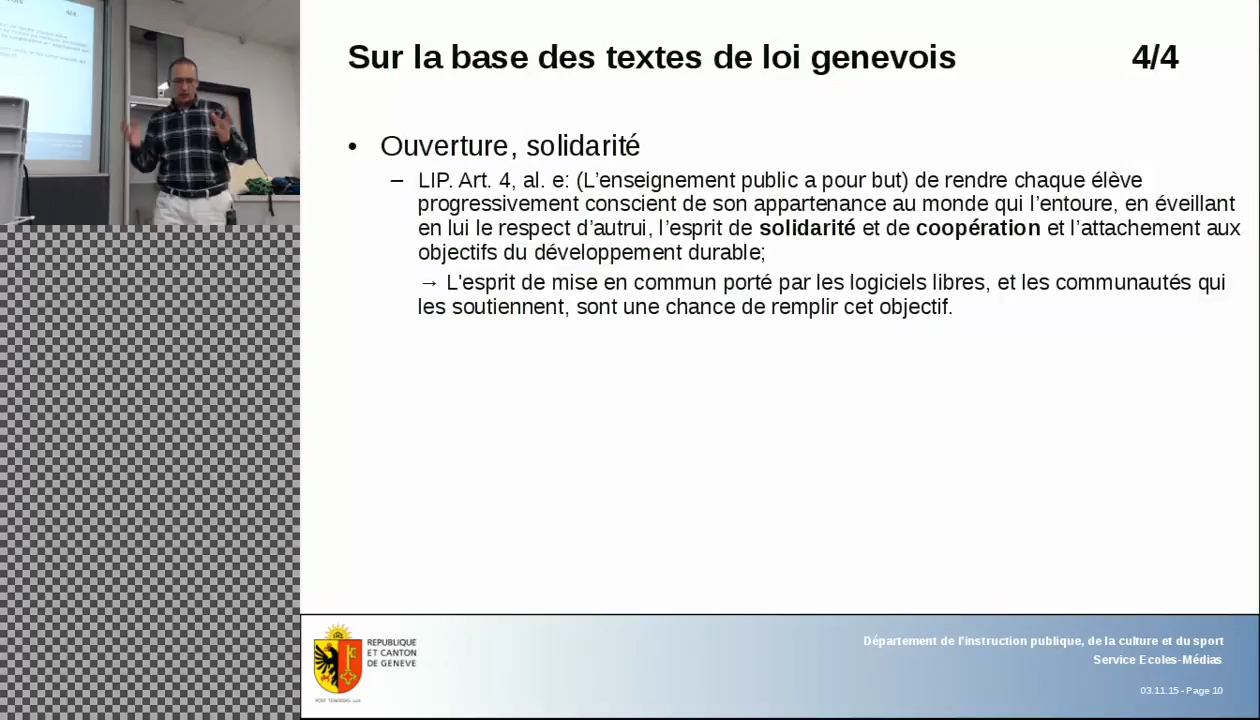 Sur la base des textes de loi genevois 4/4
• Ouverture, solidarité
– LIP. Art. 4, al. e: (L’enseignement public a pour but) de rendre chaque élève
progressivement conscient de son appartenance au monde qui l’entoure, en éveillant
en lui le respect d’autrui, l’esprit de solidarité et de coopération et l’attachement aux
objectifs du développement durable;
→ L'esprit de mise en commun porté par les logiciels libres, et les communautés qui
les soutiennent, sont une chance de remplir cet objectif.
REPUBLIQUE
ET CANTON
DE GENEVE
POST TENEBRAS LUX
Département de l'instruction publique, de la culture et du sport
Service Ecoles-Médias
03.11.15 - Page 10